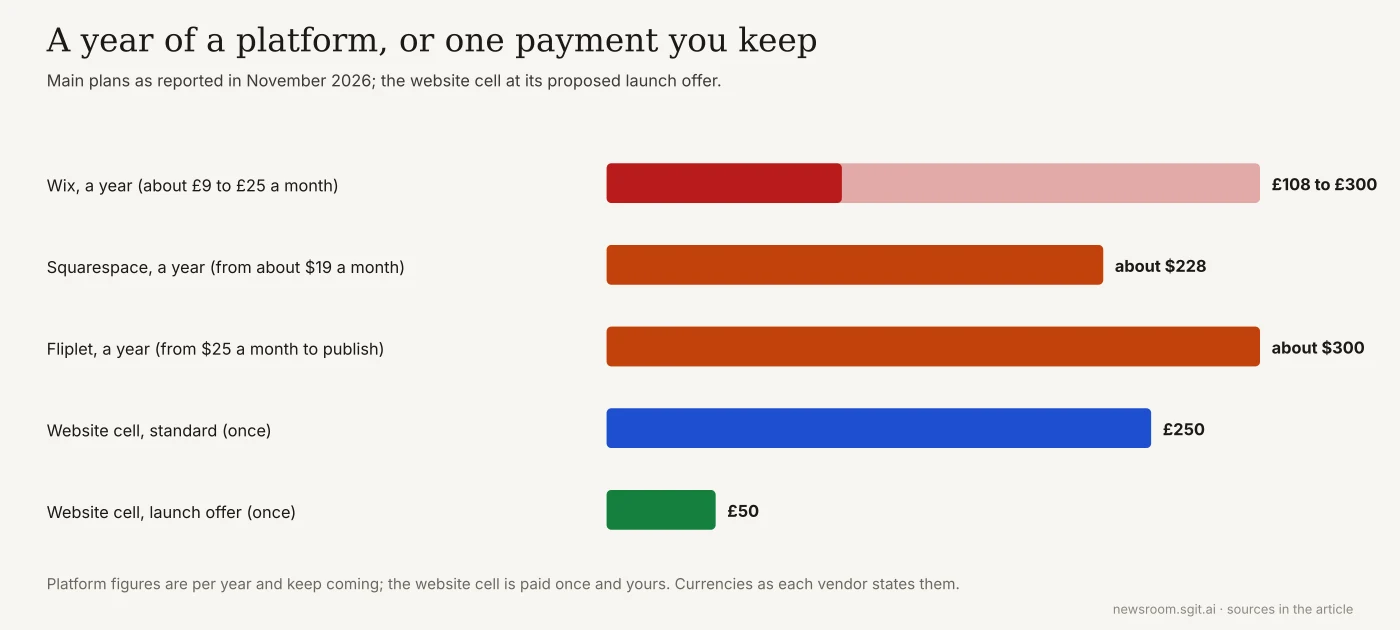 A year of a platform, or one payment you keep
Main plans as reported in November 2026; the website cell at its proposed launch offer.
Wix, a year (about £9 to £25 a month)
£108 to £300
Squarespace, a year (from about $19 a month)
about $228
Fliplet, a year (from $25 a month to publish)
about $300
Website cell, standard (once)
£250
Website cell, launch offer (once)
£50
Platform figures are per year and keep coming; the website cell is paid once and yours. Currencies as each vendor states them.
newsroom.sgit.ai · sources in the article